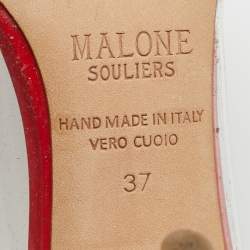 MALONE
SOULIERS
HAND MADE IN ITALY
VERO CUOIO
37